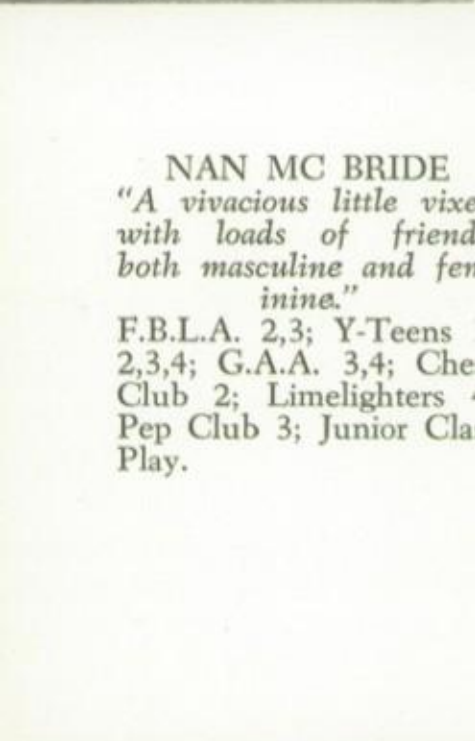 NAN MC BRIDE
"A vivacious little vixe
with loads of friend
both masculine and fem
inine."
F.B.L.A. 2,3; Y-Teens
2,3,4; G.A.A. 3,4; Che
Club 2; Limelighters
Pep Club 3; Junior Cla
Play.